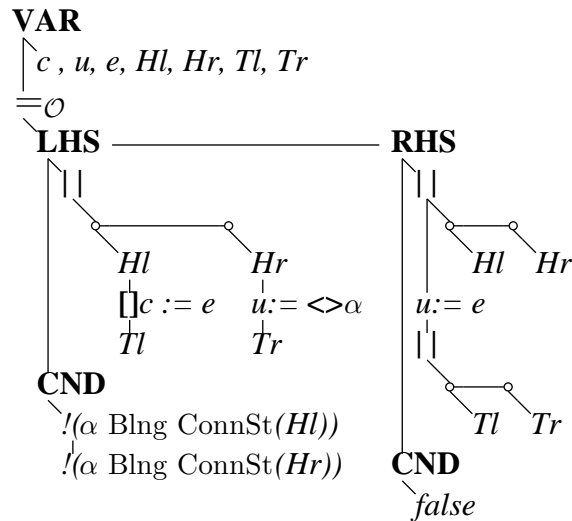 VAR
c , u, e, Hl, Hr, Tl, Tr
=𝒪
LHS RHS
|| ||
Hl Hr Hl Hr
[]c := e u:= <>α u:= e
Tl Tr ||
CND Tl Tr
!(α Blng ConnSt(Hl))
!(α Blng ConnSt(Hr)) CND
false